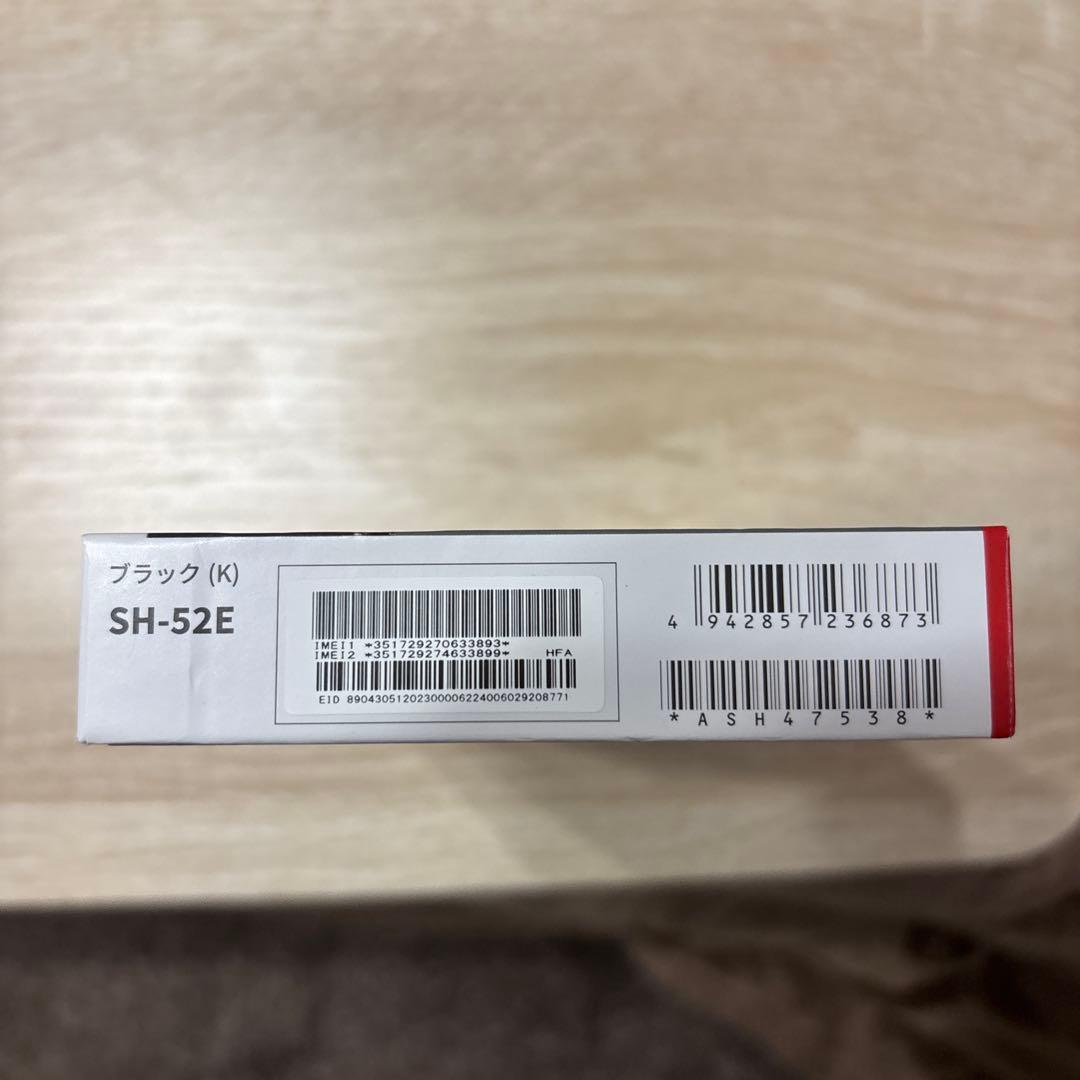 ブラック (K)
SH-52E
IMEI1 *351729270633893*
IMEI2 *351729274633899* HFA
EID 89043051202300006224006029208771
4 942857 236873
*ASH47538*